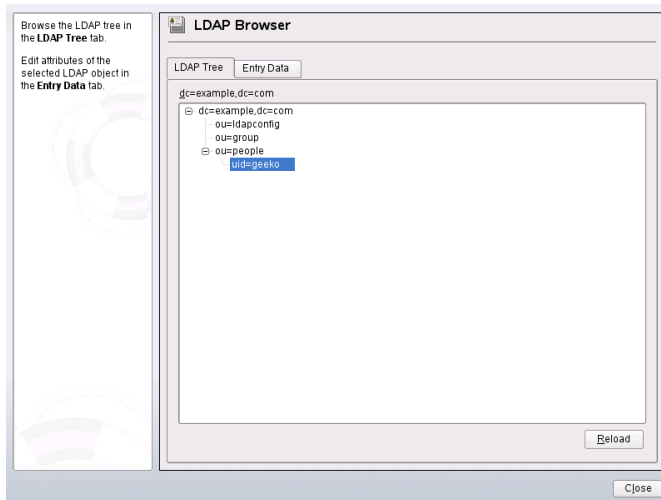 Browse the LDAP tree in
the LDAP Tree tab.
Edit attributes of the
selected LDAP object in
the Entry Data tab.
LDAP Browser
LDAP Tree
Entry Data
dc=example,dc=com
dc=example,dc=com
ou=ldapconfig
ou=group
ou=people
uid=geeko
Reload
Close